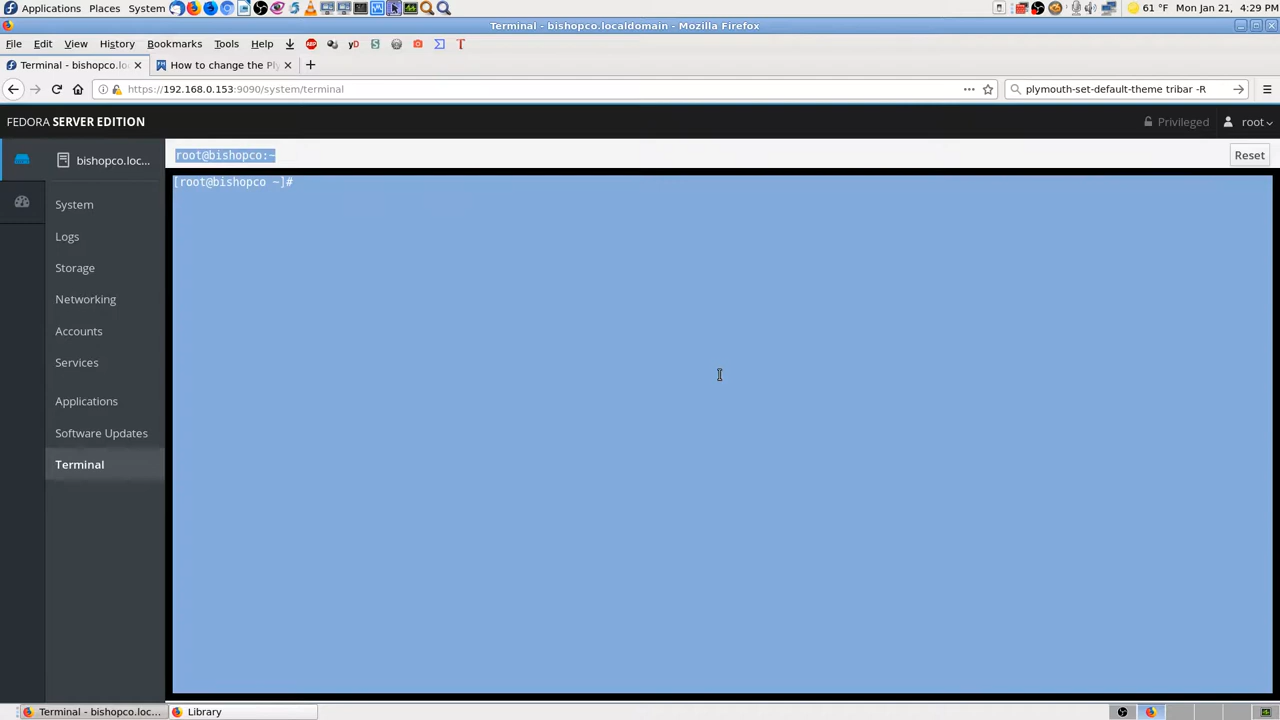 Applications Places System 61 °F Mon Jan 21, 4:29 PM
Terminal - bishopco.localdomain - Mozilla Firefox
File Edit View History Bookmarks Tools Help ABP yD S T
Terminal - bishopco.lo How to change the Ply
https://192.168.0.153:9090/system/terminal plymouth-set-default-theme tribar -R
FEDORA SERVER EDITION Privileged root
bishopco.loc... root@bishopco:~ Reset
[root@bishopco ~]#
System
Logs
Storage
Networking
Accounts
Services
Applications
Software Updates
Terminal
Terminal - bishopco.loc... Library